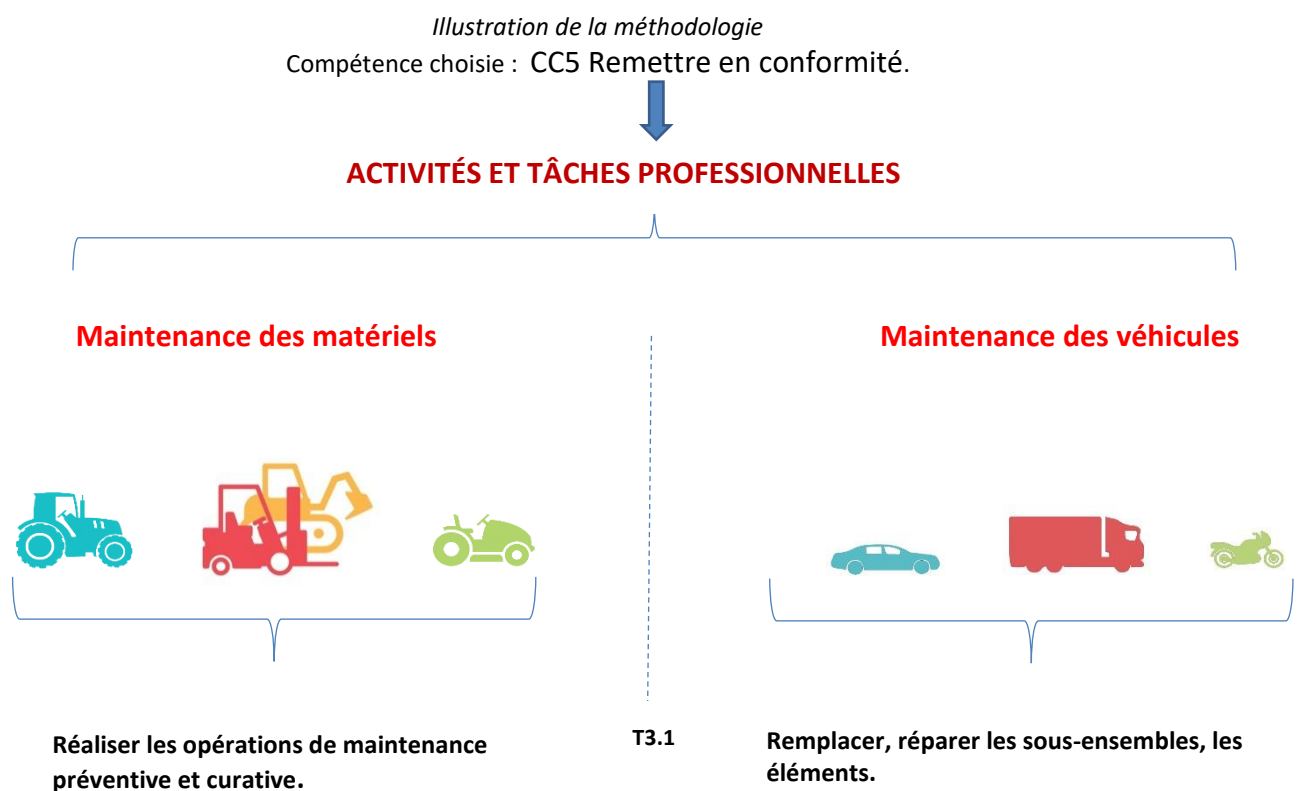 Illustration de la méthodologie
Compétence choisie : CC5 Remettre en conformité.
ACTIVITÉS ET TÂCHES PROFESSIONNELLES
Maintenance des matériels
Maintenance des véhicules
Réaliser les opérations de maintenance
préventive et curative.
T3.1
Remplacer, réparer les sous-ensembles, les
éléments.